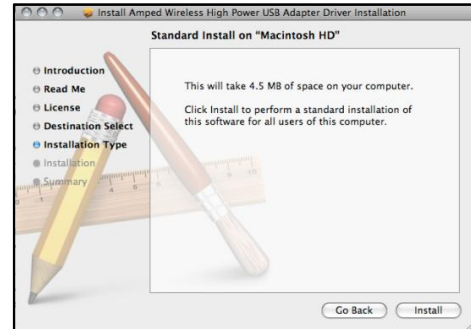 Install Amped Wireless High Power USB Adapter Driver Installation
Standard Install on "Macintosh HD"
Introduction
Read Me
License
Destination Select
Installation Type
Installation
Summary
This will take 4.5 MB of space on your computer.
Click Install to perform a standard installation of
this software for all users of this computer.
Go Back
Install